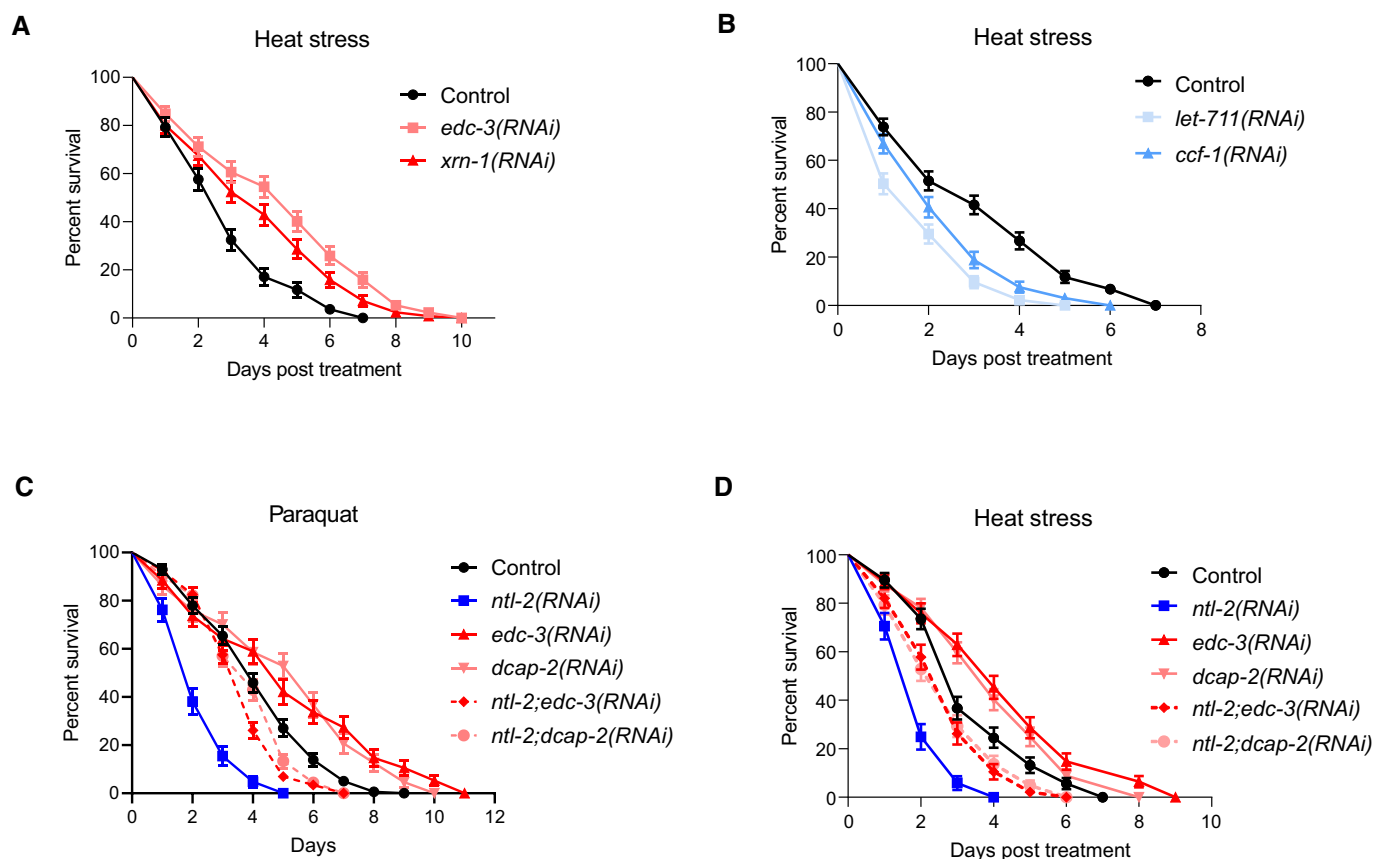 A
Heat stress
Percent survival
100
80
60
40
20
0
0 2 4 6 8 10
Days post treatment
Control
edc-3(RNAi)
xrn-1(RNAi)
B
Heat stress
Percent survival
100
80
60
40
20
0
0 2 4 6 8
Days post treatment
Control
let-711(RNAi)
ccf-1(RNAi)
C
Paraquat
Percent survival
100
80
60
40
20
0
0 2 4 6 8 10 12
Days
Control
ntl-2(RNAi)
edc-3(RNAi)
dcap-2(RNAi)
ntl-2;edc-3(RNAi)
ntl-2;dcap-2(RNAi)
D
Heat stress
Percent survival
100
80
60
40
20
0
0 2 4 6 8 10
Days post treatment
Control
ntl-2(RNAi)
edc-3(RNAi)
dcap-2(RNAi)
ntl-2;edc-3(RNAi)
ntl-2;dcap-2(RNAi)